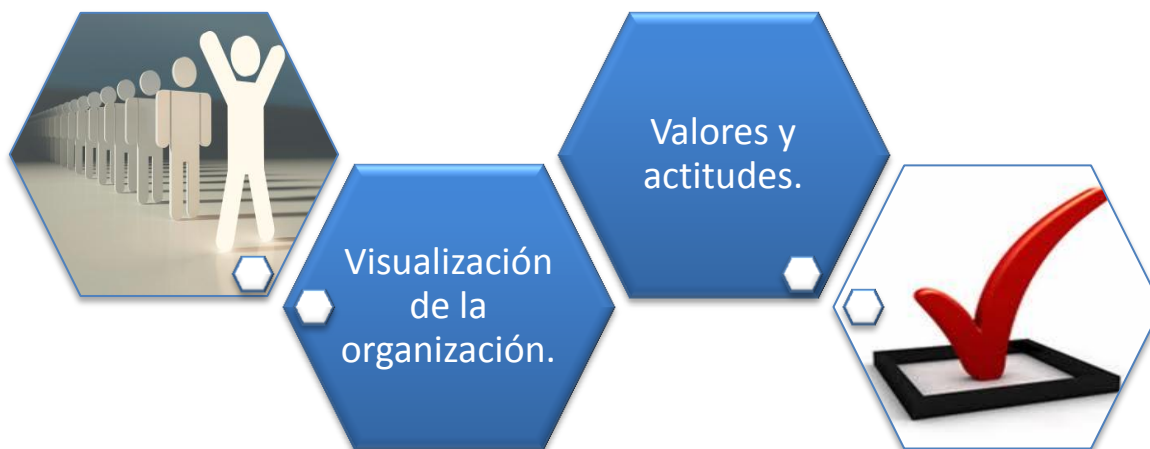 Visualización
de la
organización.
Valores y
actitudes.